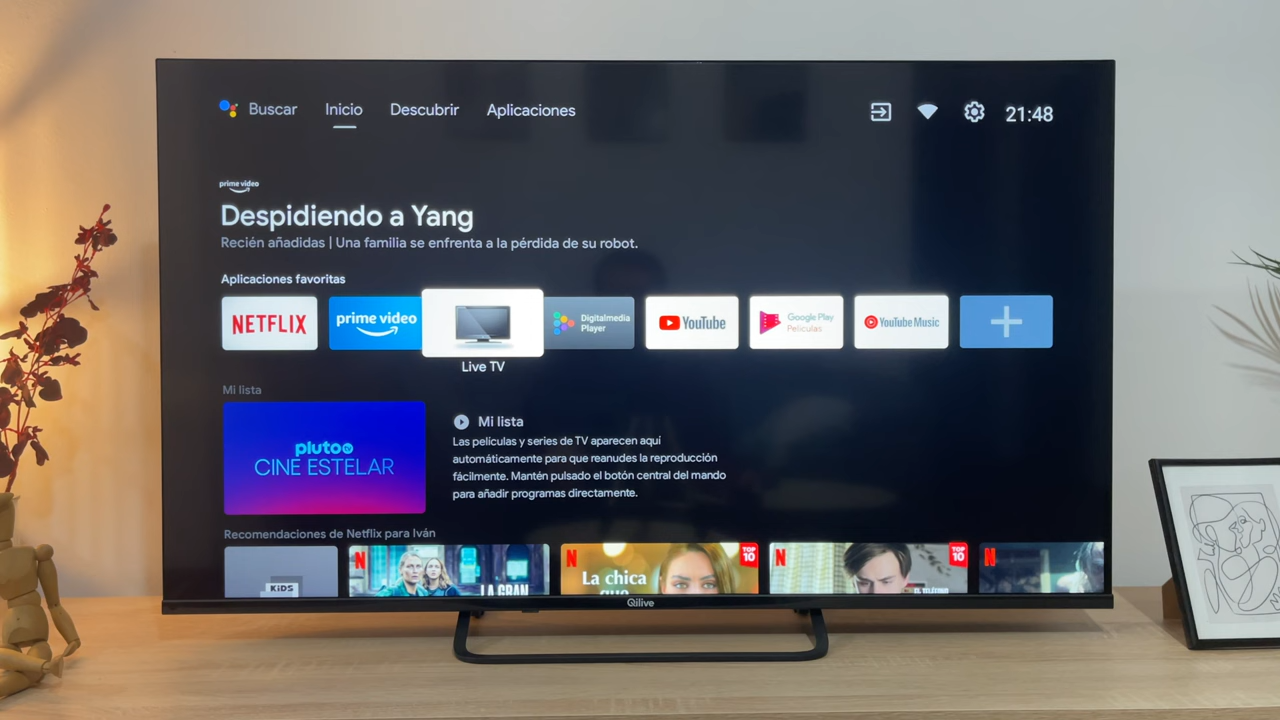 Buscar Inicio Descubrir Aplicaciones 21:48
prime video
Despidiendo a Yang
Recién añadidas | Una familia se enfrenta a la pérdida de su robot.
Aplicaciones favoritas
NETFLIX
prime video
Live TV
Digitalmedia
Player
YouTube
Google Play
Películas
YouTube Music
Mi lista
pluto tv
CINE ESTELAR
Mi lista
Las películas y series de TV aparecen aquí
automáticamente para que reanudes la reproducción
fácilmente. Mantén pulsado el botón central del mando
para añadir programas directamente.
Recomendaciones de Netflix para Iván
KiDS
N
LA GRAN
N
La chica
que
TOP
10
N
TOP
10
N
Qilive